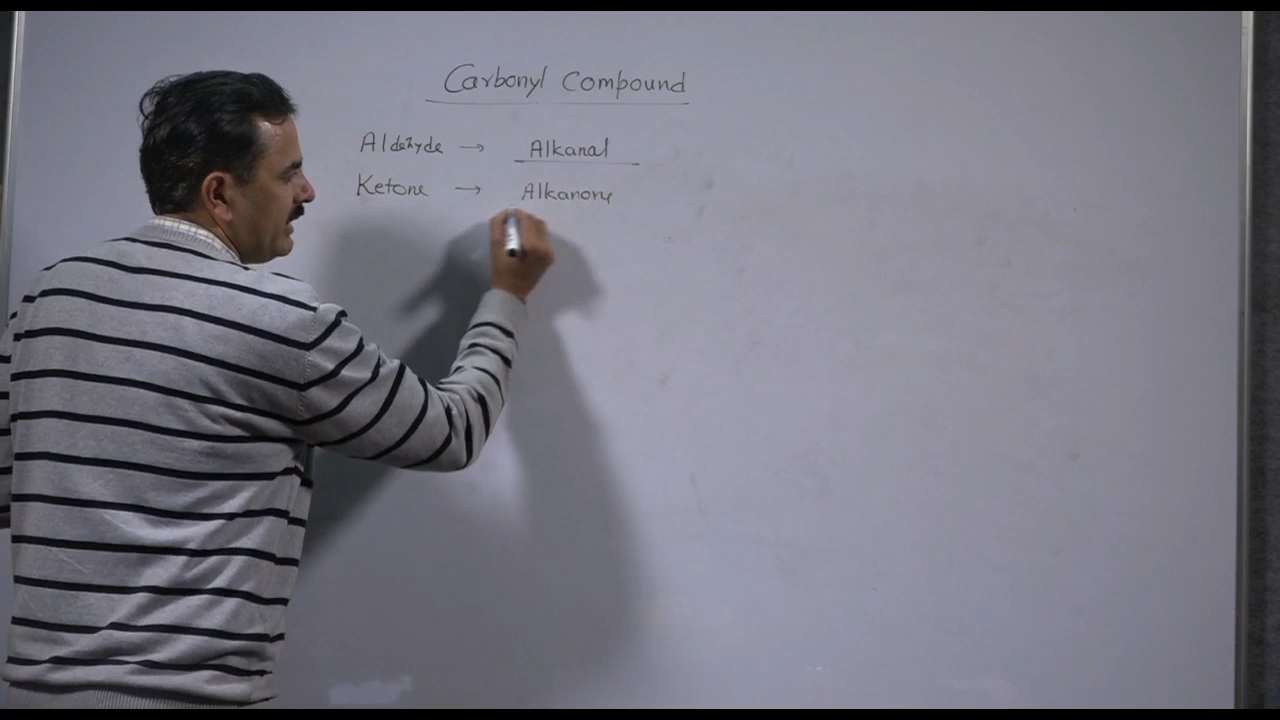 Carbonyl Compound
Aldehyde → Alkanal
Ketone → Alkanone